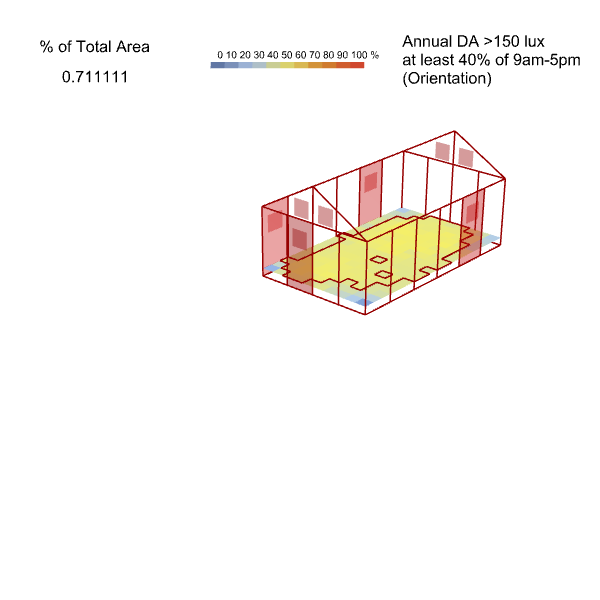 % of Total Area
0.711111
0 10 20 30 40 50 60 70 80 90 100 %
Annual DA >150 lux
at least 40% of 9am-5pm
(Orientation)